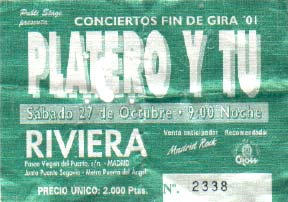 Public Stage
presenta
CONCIERTOS FIN DE GIRA '01
PLATERO Y TU
Sábado 27 de Octubre • 9:00 Noche
RIVIERA
Paseo Virgen del Puerto, s/n. - MADRID
Junto Puente Segovia - Metro Puerta del Angel
Venta anticipada: Recomendada
Madrid Rock
PRECIO ÚNICO: 2.000 Ptas.
Nº. 2338